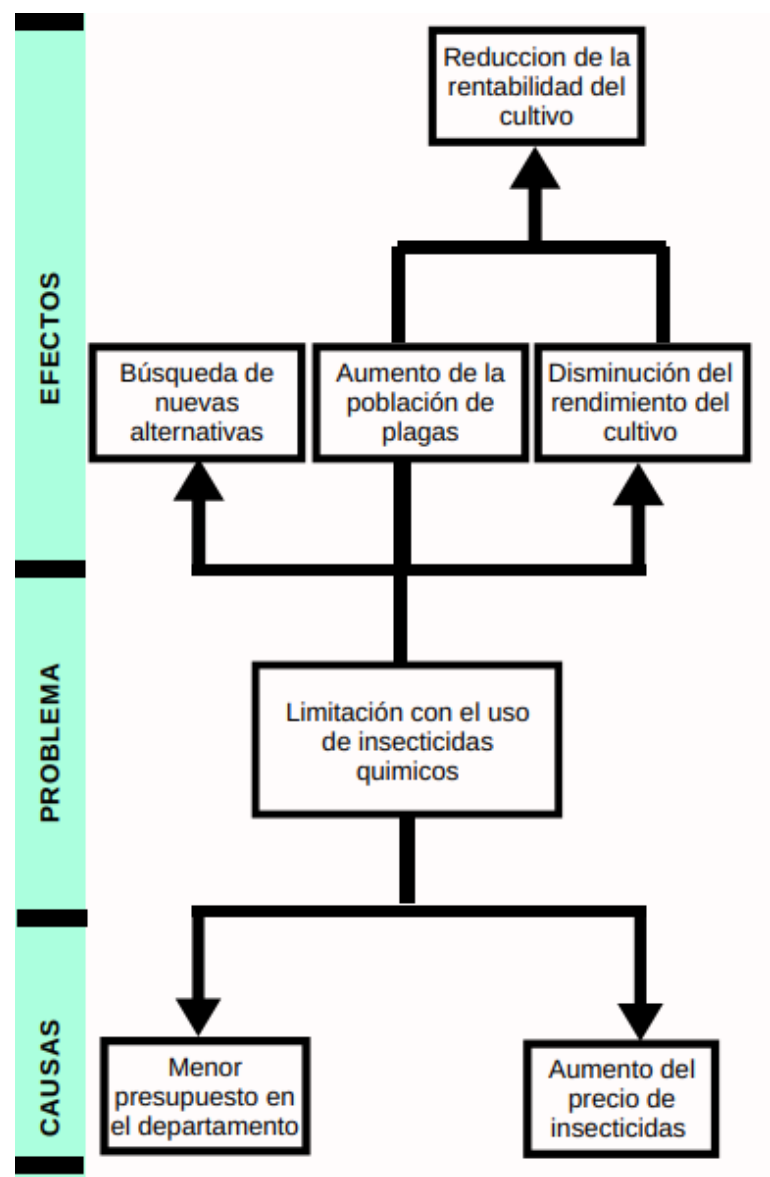 EFECTOS
Reduccion de la
rentabilidad del
cultivo
Búsqueda de
nuevas
alternativas
Aumento de la
población de
plagas
Disminución del
rendimiento del
cultivo
PROBLEMA
Limitación con el uso
de insecticidas
quimicos
CAUSAS
Menor
presupuesto en
el departamento
Aumento del
precio de
insecticidas